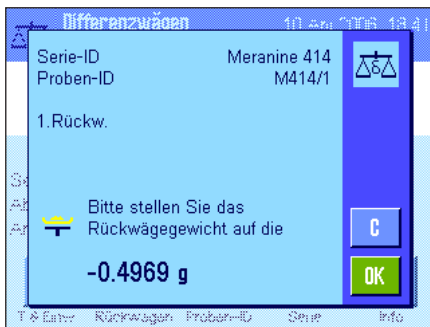 Differenzwägen 10.Apr 2006 18:41
Serie-ID Meranine 414
Proben-ID M414/1
1.Rückw.
Bitte stellen Sie das
Rückwägegewicht auf die
-0.4969 g
C
OK
Rückwägen Proben-ID Serie Info